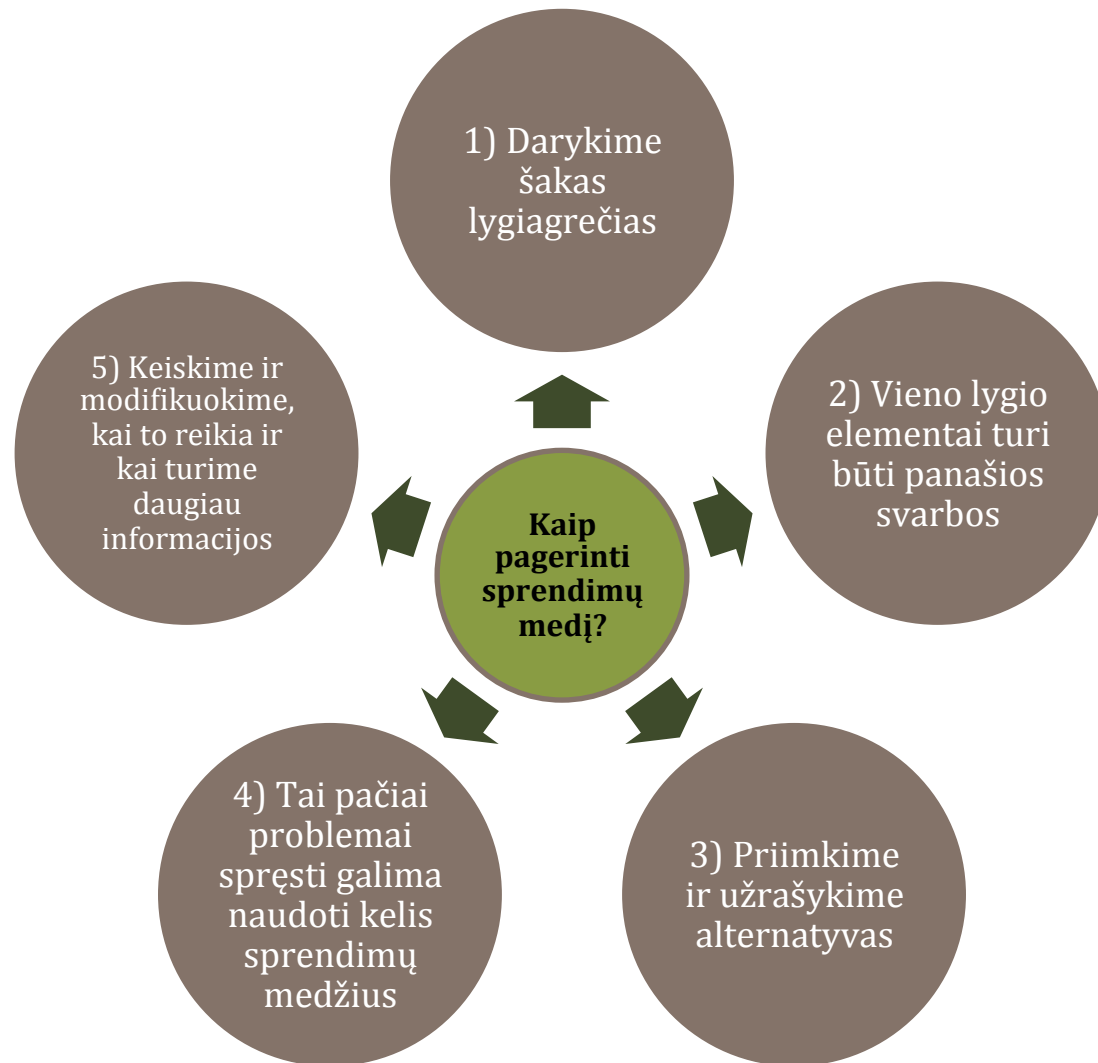 1) Darykime
šakas
lygiagrečias
2) Vieno lygio
elementai turi
būti panašios
svarbos
3) Priimkime
ir užrašykime
alternatyvas
4) Tai pačiai
problemai
spręsti galima
naudoti kelis
sprendimų
medžius
5) Keiskime ir
modifikuokime,
kai to reikia ir
kai turime
daugiau
informacijos
Kaip
pagerinti
sprendimų
medį?